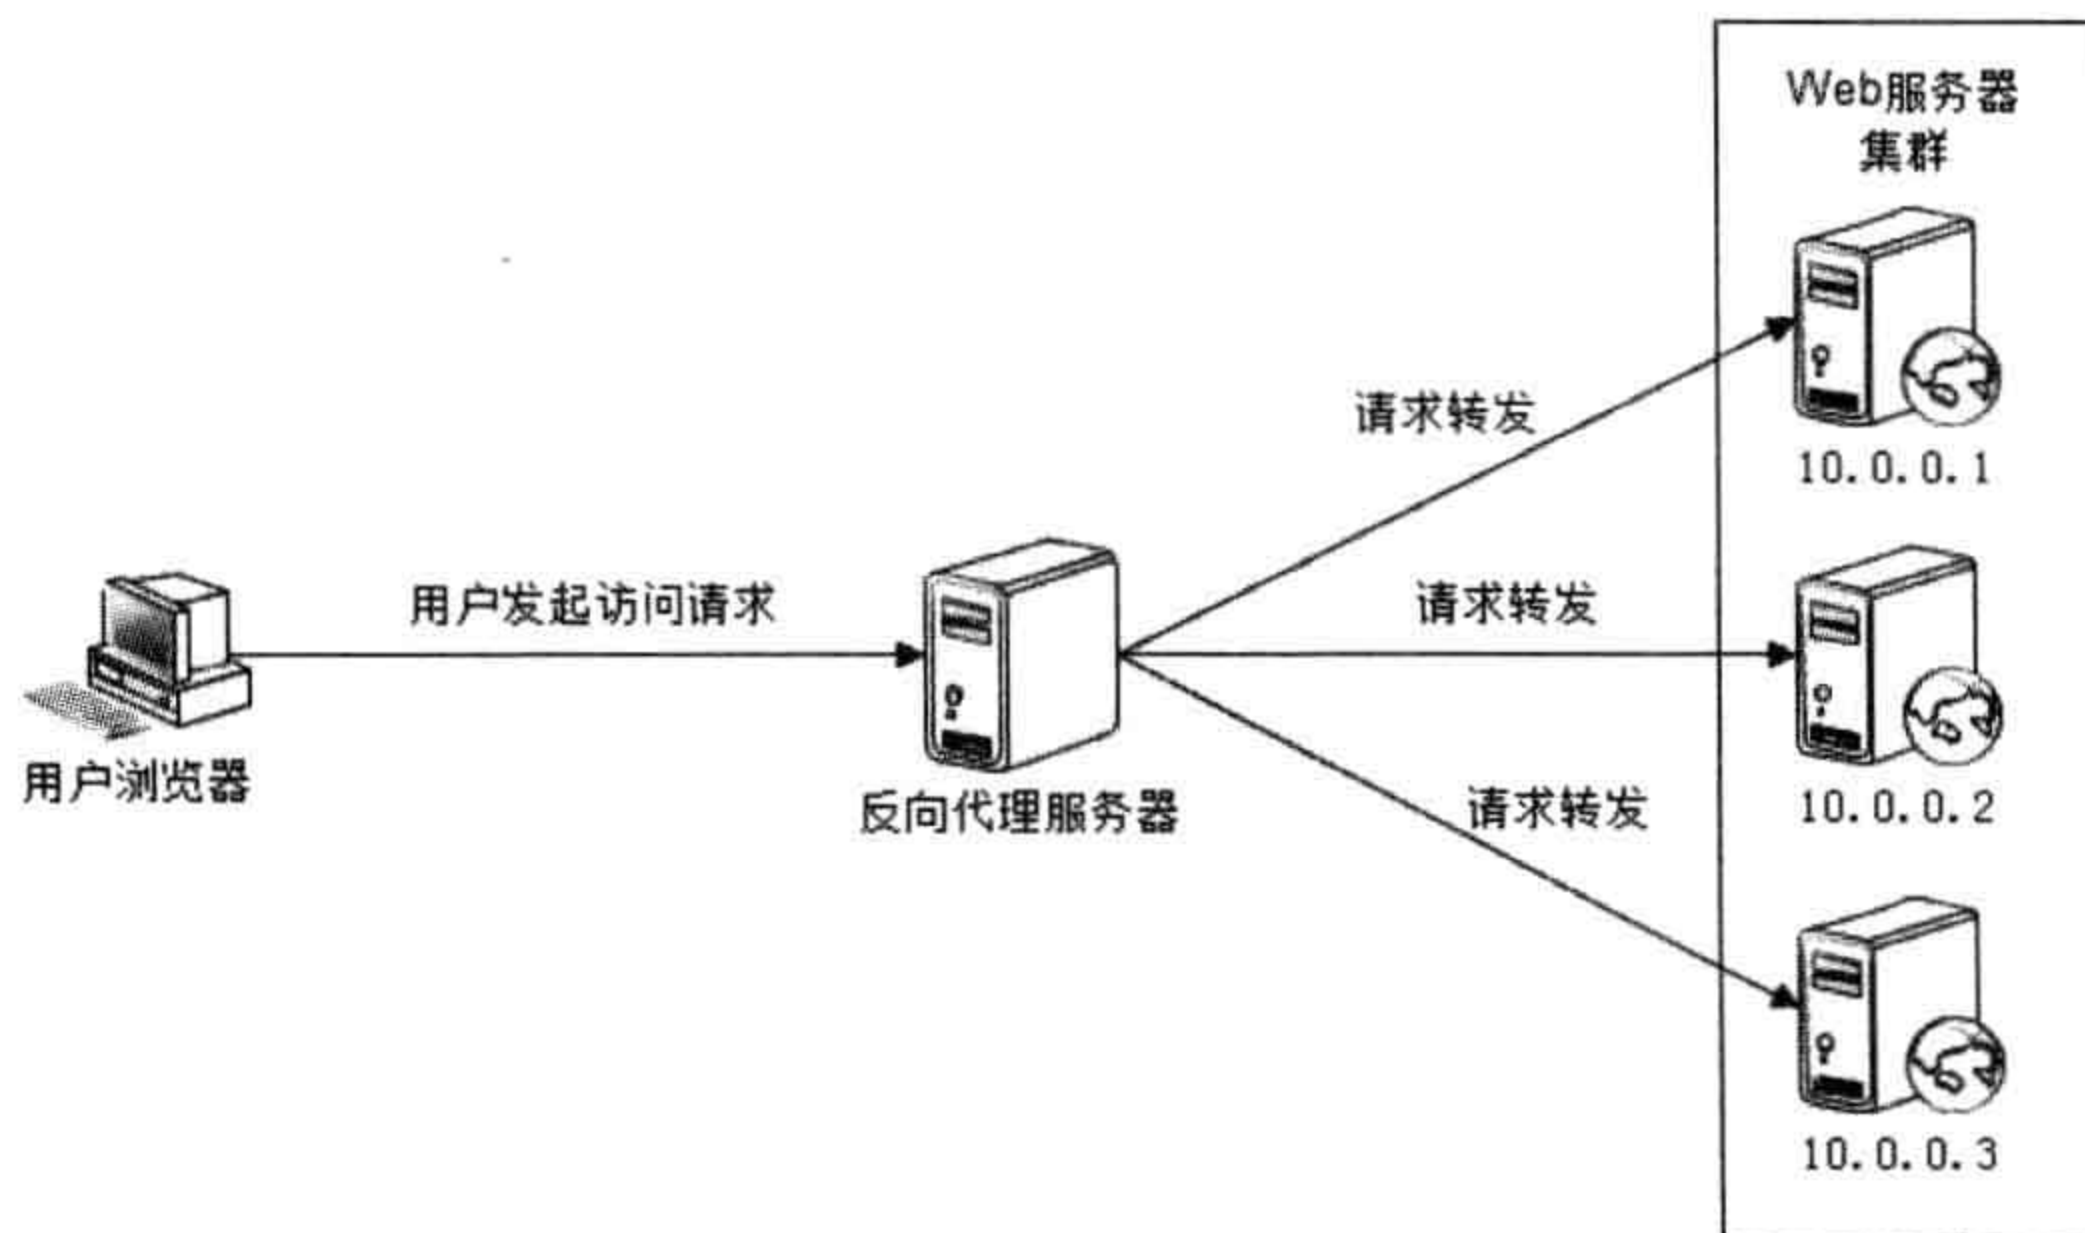 Web服务器
集群
请求转发
10.0.0.1
用户发起访问请求
请求转发
用户浏览器
反向代理服务器
请求转发
10.0.0.2
10.0.0.3